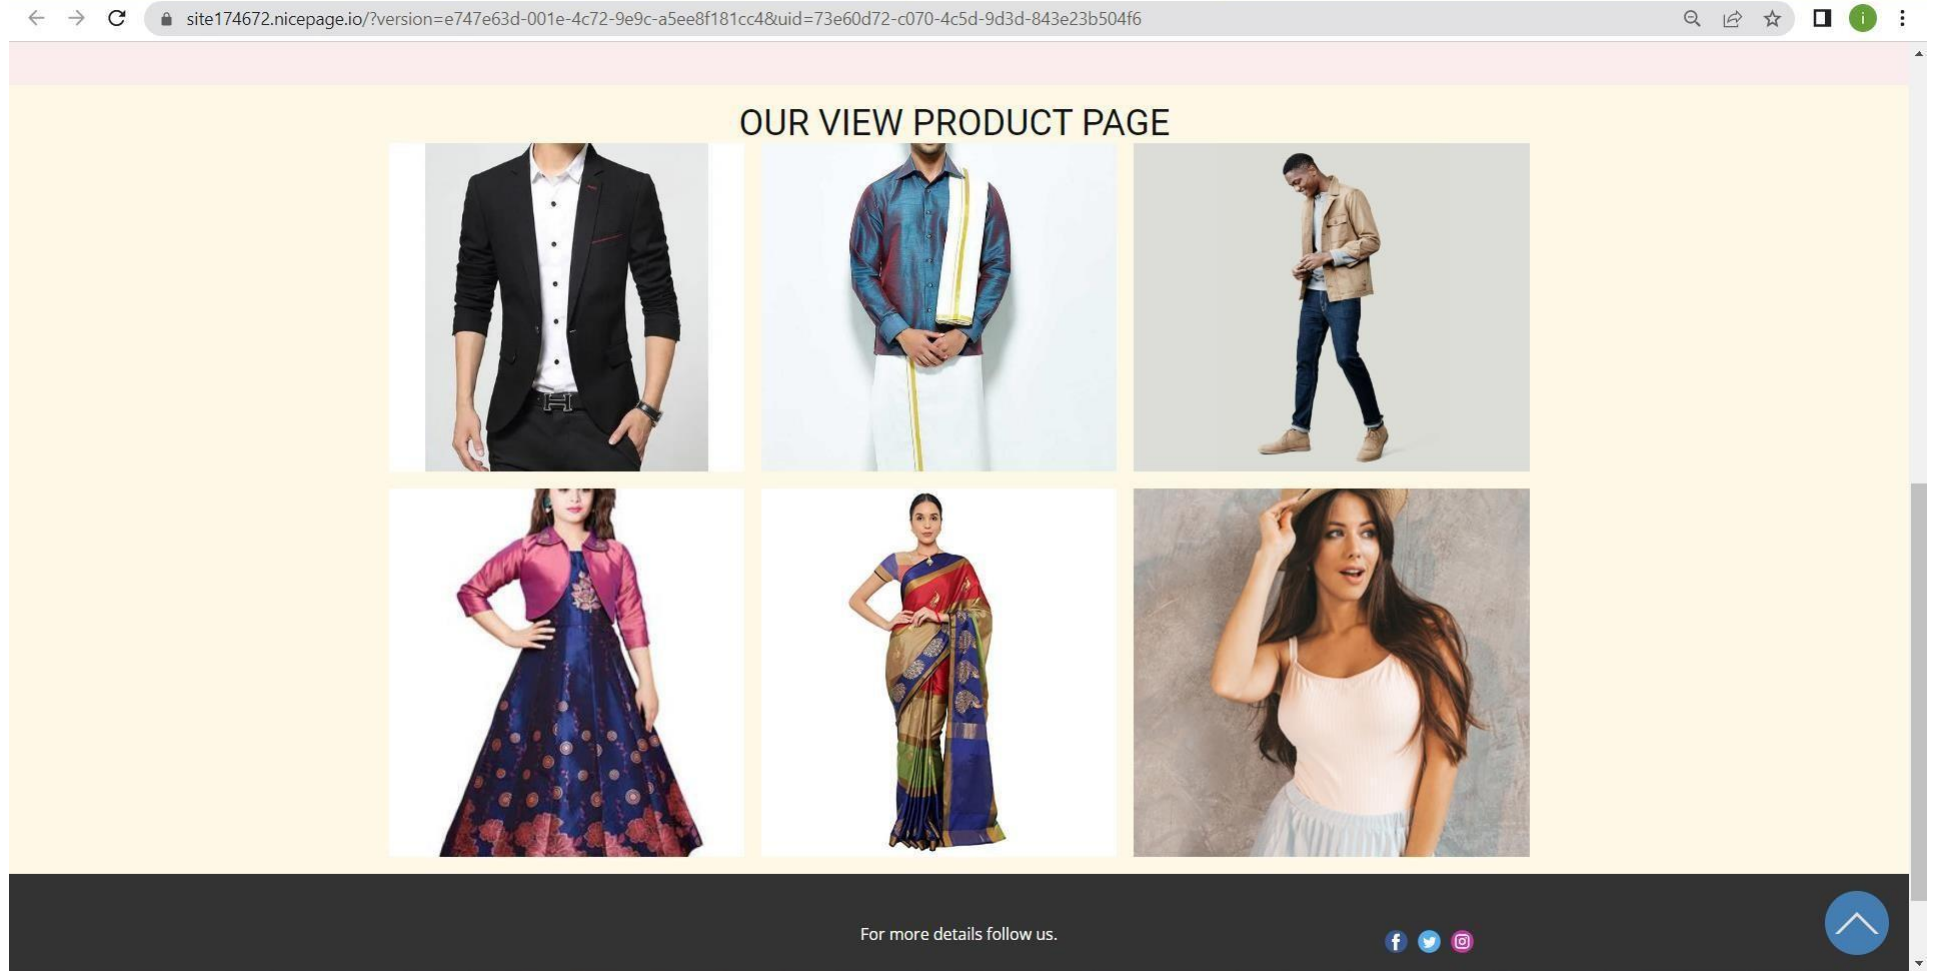 site174672.nicepage.io/?version=e747e63d-001e-4c72-9e9c-a5ee8f181cc4&uid=73e60d72-c070-4c5d-9d3d-843e23b504f6
i
OUR VIEW PRODUCT PAGE
For more details follow us.